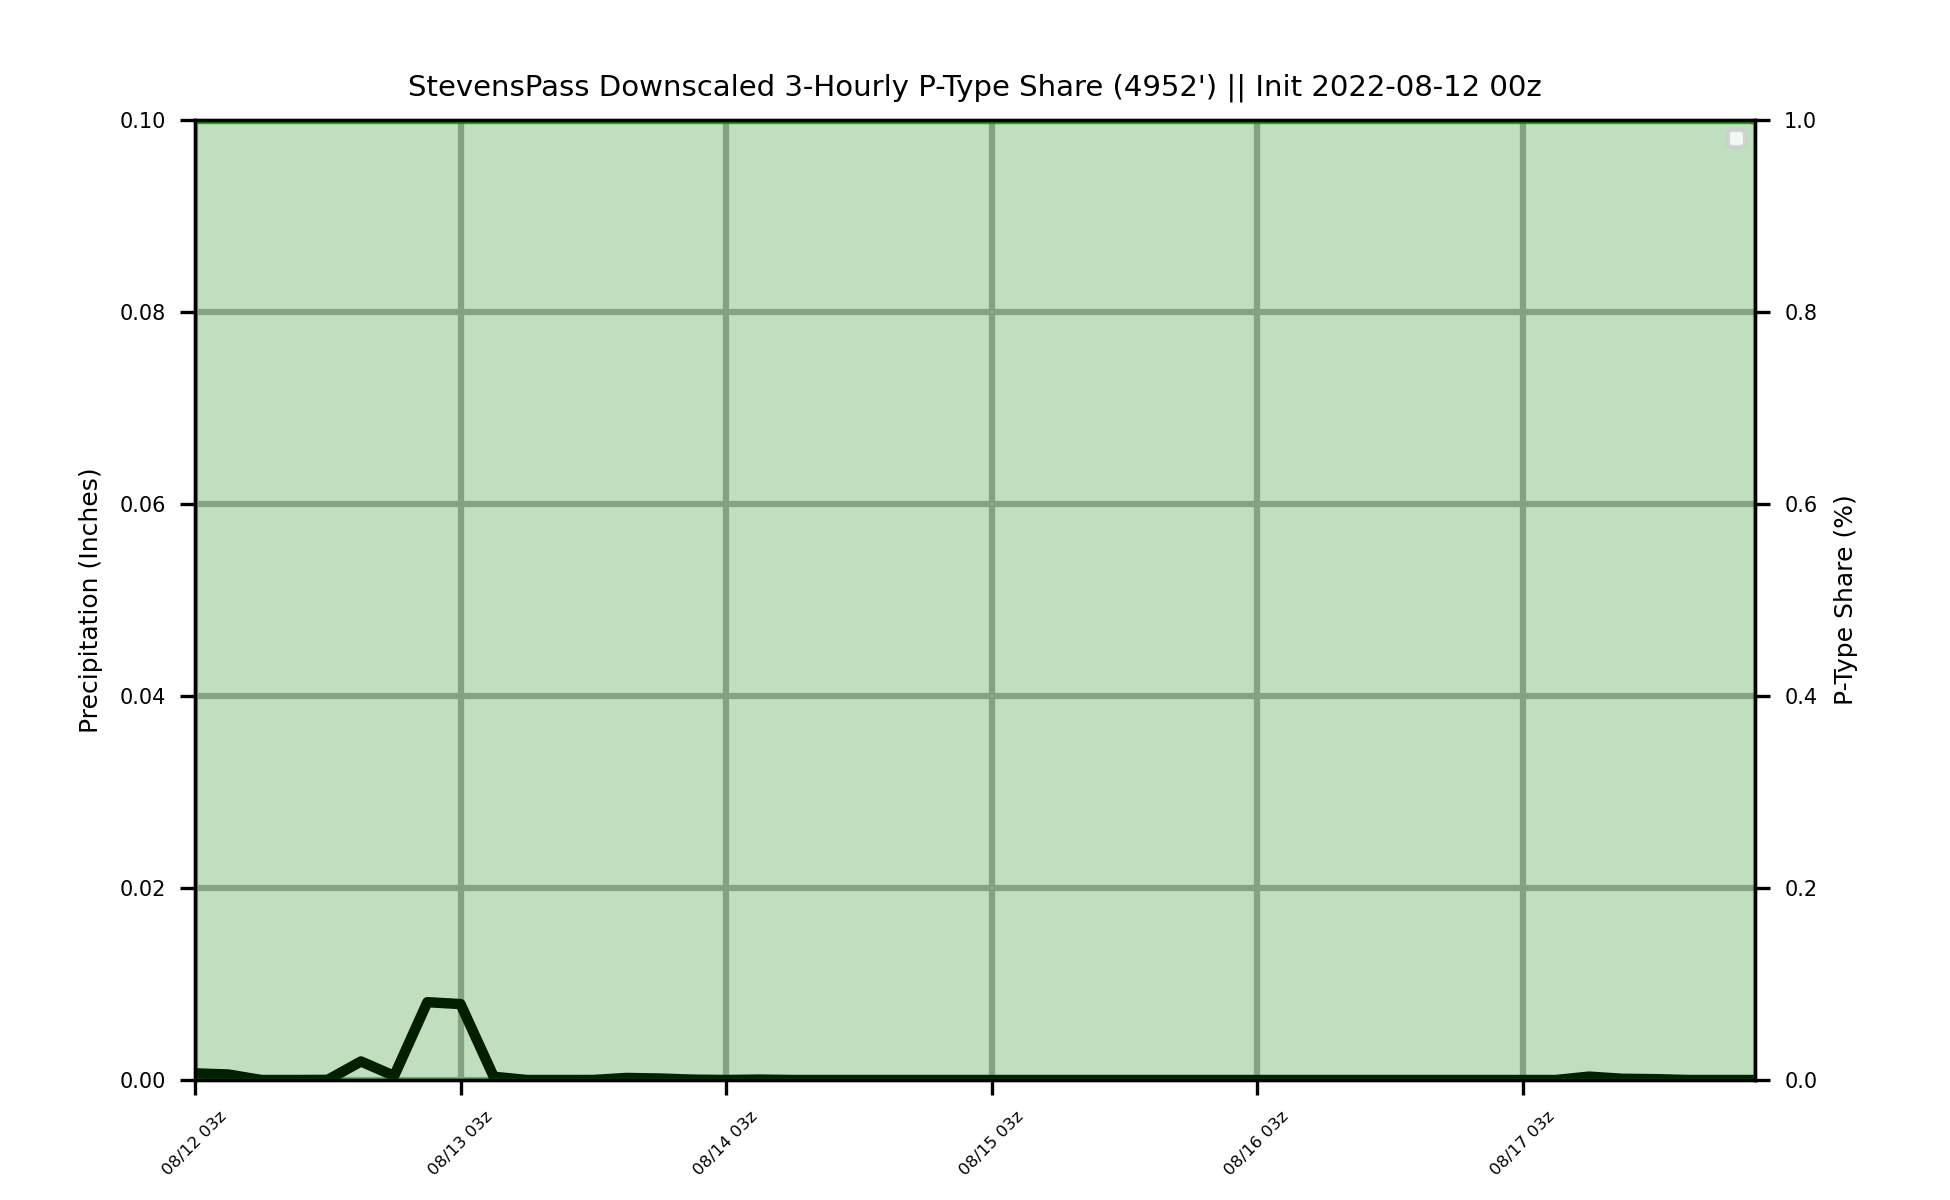 StevensPass Downscaled 3-Hourly P-Type Share (4952') || Init 2022-08-12 00z
Precipitation (Inches)
0.10
0.08
0.06
0.04
0.02
0.00
1.0
0.8
0.6
0.4
0.2
0.0
P-Type Share (%)
08/12 03z
08/13 03z
08/14 03z
08/15 03z
08/16 03z
08/17 03z